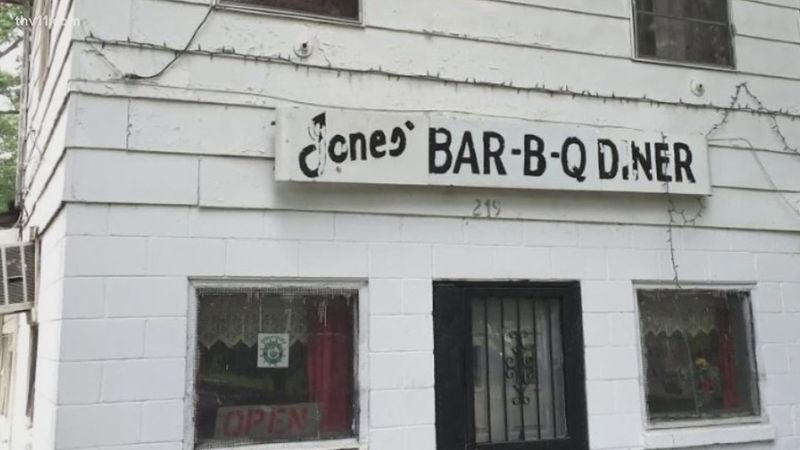 thv11.com
Jones' BAR-B-Q DINER
219
OPEN